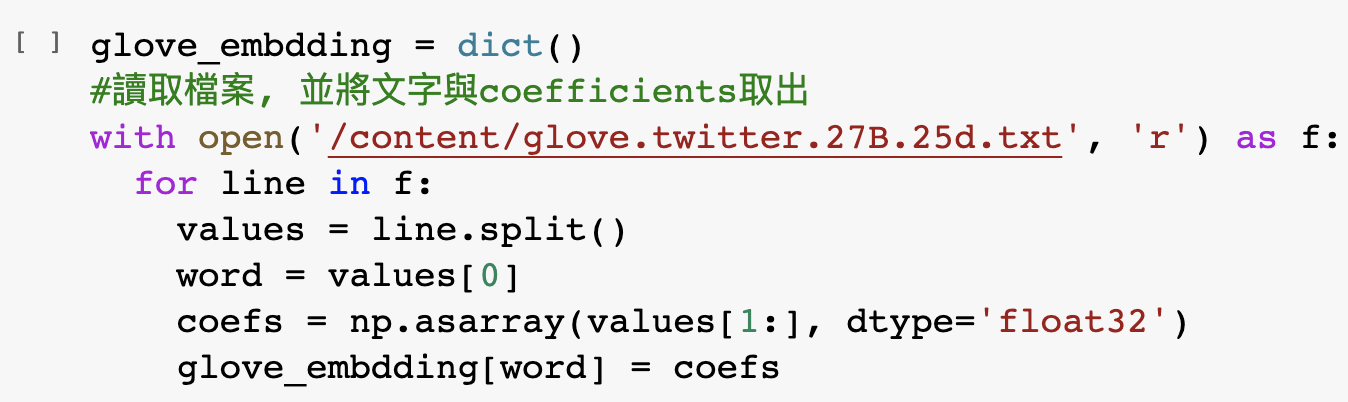 [ ] glove_embdding = dict()
#讀取檔案, 並將文字與coefficients取出
with open('/content/glove.twitter.27B.25d.txt', 'r') as f:
for line in f:
values = line.split()
word = values[0]
coefs = np.asarray(values[1:], dtype='float32')
glove_embdding[word] = coefs